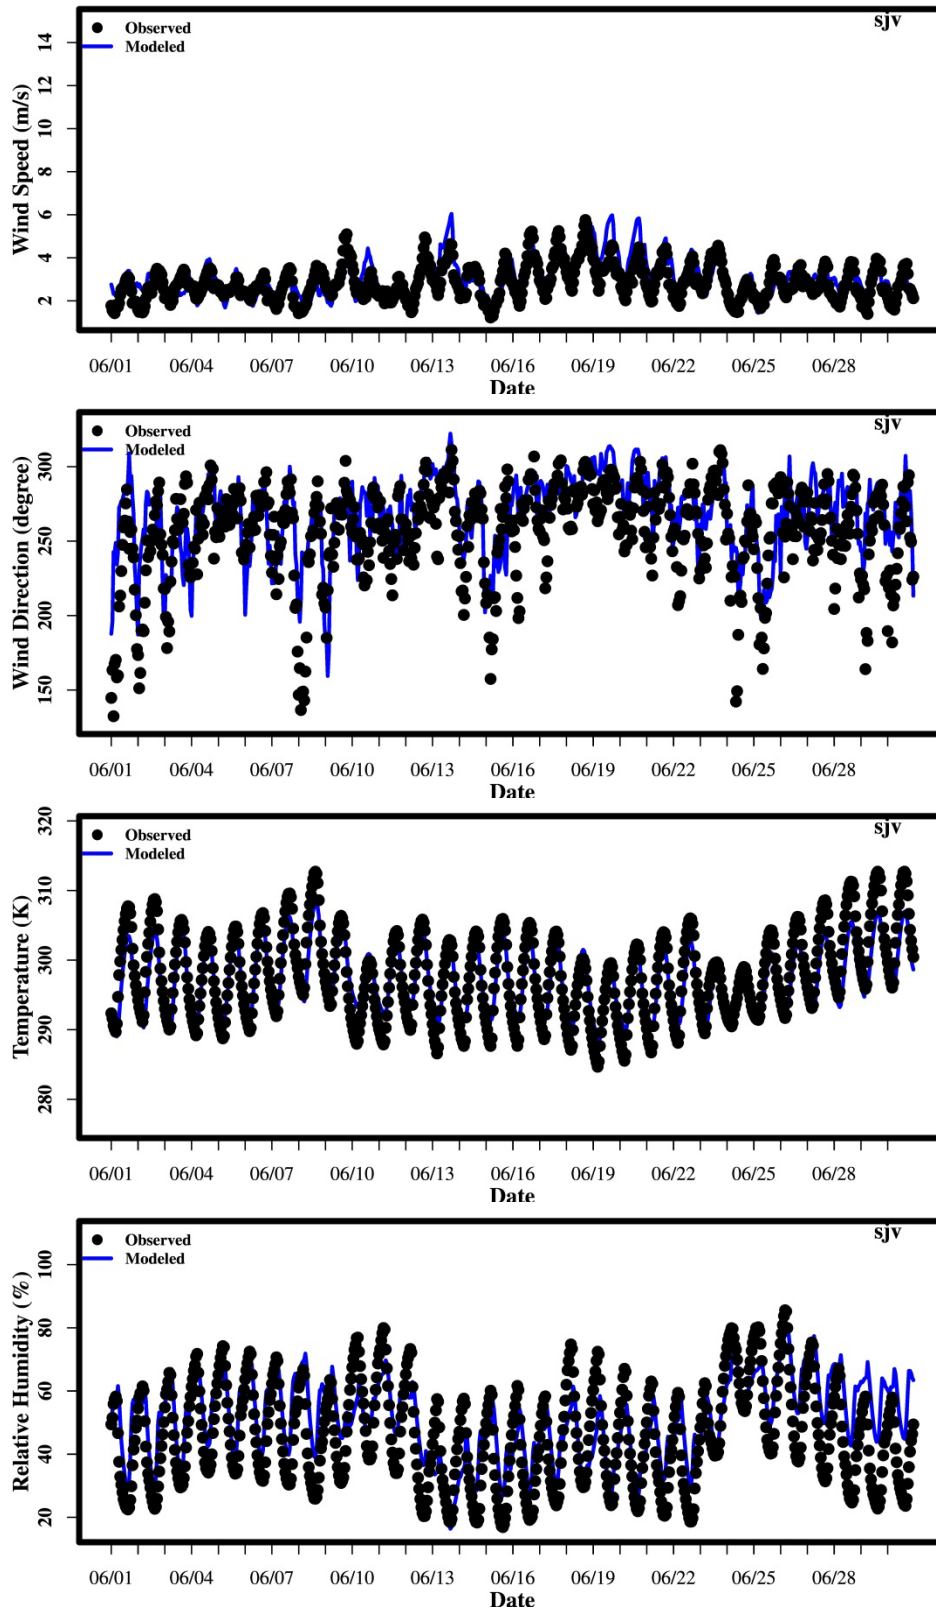 sjv
Observed
Modeled
Wind Speed (m/s)
2 4 6 8 10 12 14
06/01 06/04 06/07 06/10 06/13 06/16 06/19 06/22 06/25 06/28
Date
sjv
Observed
Modeled
Wind Direction (degree)
150 200 250 300
06/01 06/04 06/07 06/10 06/13 06/16 06/19 06/22 06/25 06/28
Date
sjv
Observed
Modeled
Temperature (K)
280 290 300 310 320
06/01 06/04 06/07 06/10 06/13 06/16 06/19 06/22 06/25 06/28
Date
sjv
Observed
Modeled
Relative Humidity (%)
20 40 60 80 100
06/01 06/04 06/07 06/10 06/13 06/16 06/19 06/22 06/25 06/28
Date